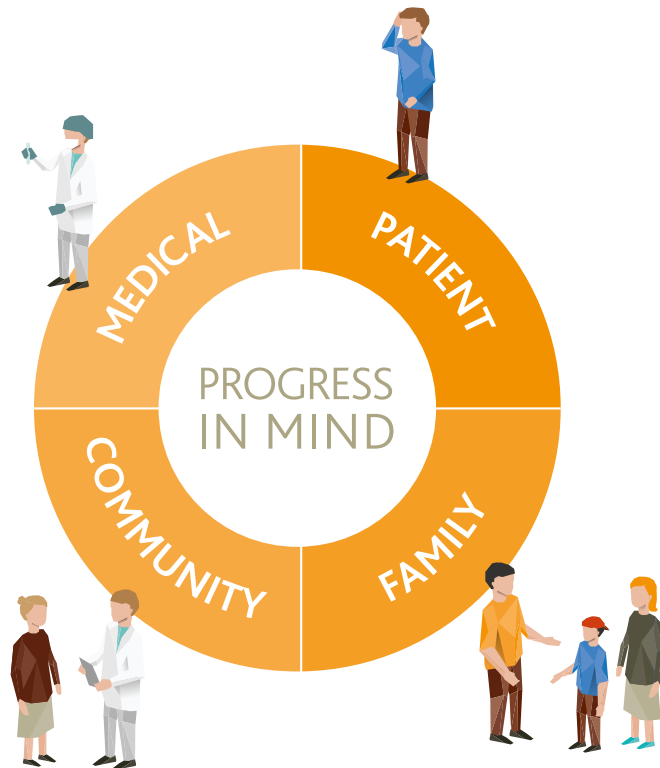 MEDICAL
PATIENT
PROGRESS
IN MIND
COMMUNITY
FAMILY